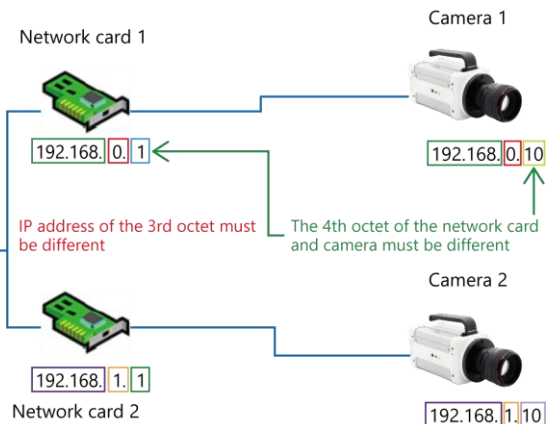 Camera 1
Network card 1
192.168. 0. 1
192.168. 0. 10
IP address of the 3rd octet must
be different
The 4th octet of the network card
and camera must be different
Camera 2
192.168. 1. 1
Network card 2
192.168. 1. 10